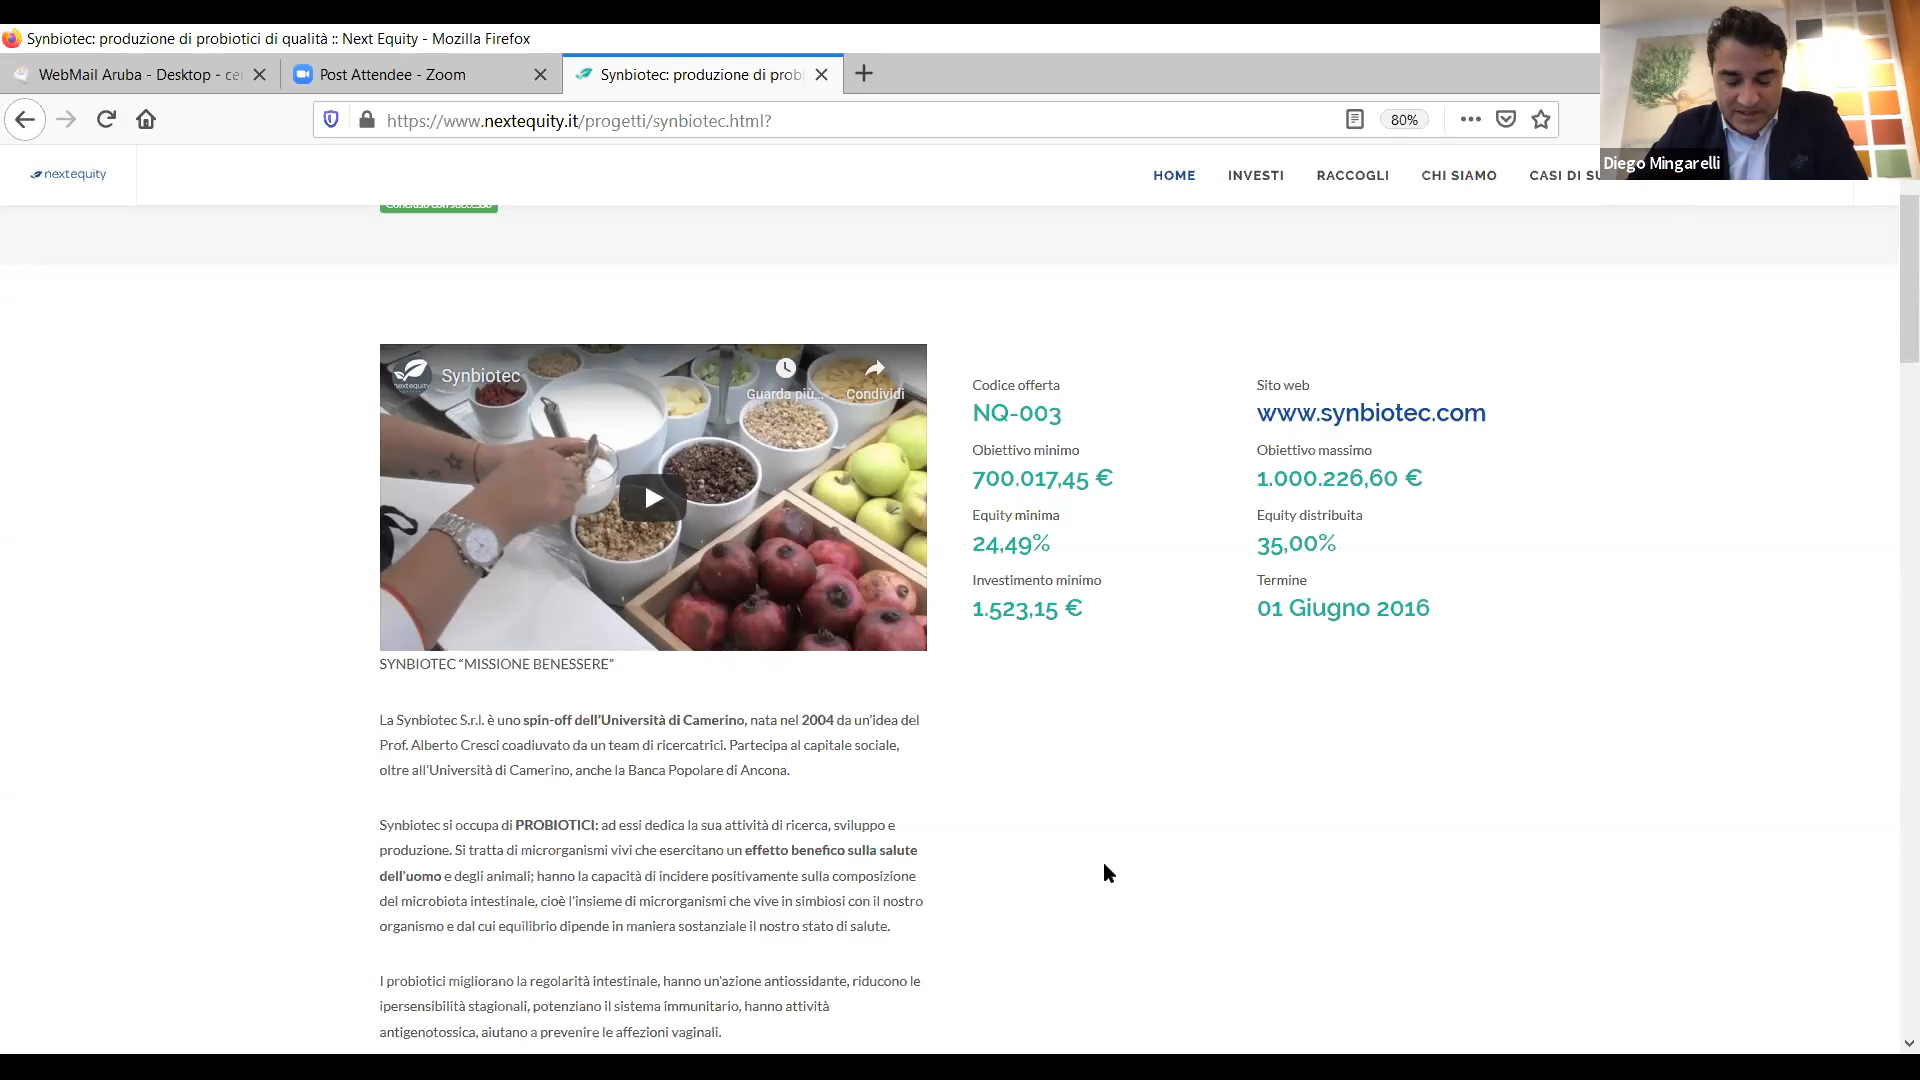 Synbiotec: produzione di probiotici di qualità :: Next Equity - Mozilla Firefox
WebMail Aruba - Desktop - ce
Post Attendee - Zoom
Synbiotec: produzione di prob
https://www.nextequity.it/progetti/synbiotec.html?
80%
Diego Mingarelli
nextequity
HOME
INVESTI
RACCOGLI
CHI SIAMO
CASI DI SU
Concluso con successo
nextequity
Synbiotec
Guarda più...
Condividi
Codice offerta
NQ-003
Sito web
www.synbiotec.com
Obiettivo minimo
700.017,45 €
Obiettivo massimo
1.000.226,60 €
Equity minima
24,49%
Equity distribuita
35,00%
Investimento minimo
1.523,15 €
Termine
01 Giugno 2016
SYNBIOTEC “MISSIONE BENESSERE”
La Synbiotec S.r.l. è uno spin-off dell’Università di Camerino, nata nel 2004 da un’idea del
Prof. Alberto Cresci coadiuvato da un team di ricercatrici. Partecipa al capitale sociale,
oltre all’Università di Camerino, anche la Banca Popolare di Ancona.
Synbiotec si occupa di PROBIOTICI: ad essi dedica la sua attività di ricerca, sviluppo e
produzione. Si tratta di microrganismi vivi che esercitano un effetto benefico sulla salute
dell’uomo e degli animali; hanno la capacità di incidere positivamente sulla composizione
del microbiota intestinale, cioè l’insieme di microrganismi che vive in simbiosi con il nostro
organismo e dal cui equilibrio dipende in maniera sostanziale il nostro stato di salute.
I probiotici migliorano la regolarità intestinale, hanno un’azione antiossidante, riducono le
ipersensibilità stagionali, potenziano il sistema immunitario, hanno attività
antigenotossica, aiutano a prevenire le affezioni vaginali.